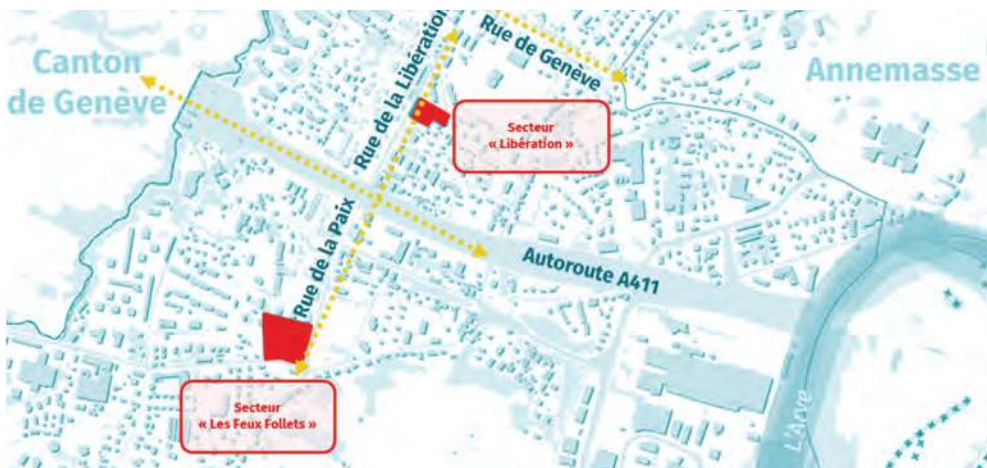 Canton
de Genève
Rue de la Libération
Rue de Genève
Annemasse
Secteur
« Libération »
Rue de la Paix
Autoroute A411
L'Arve
Secteur
« Les Feux Follets »